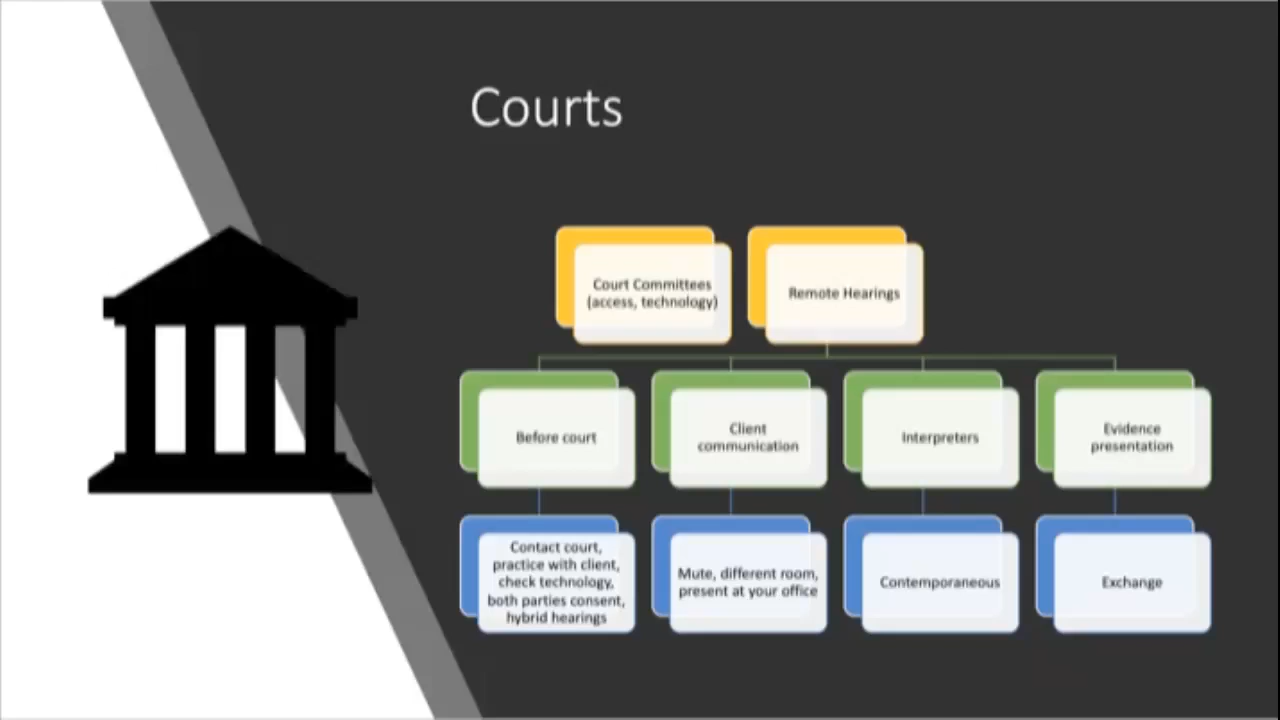 Courts
Court Committees
(access, technology)
Remote Hearings
Before court
Client
communication
Interpreters
Evidence
presentation
Contact court,
practice with client,
check technology,
both parties consent,
hybrid hearings
Mute, different room,
present at your office
Contemporaneous
Exchange